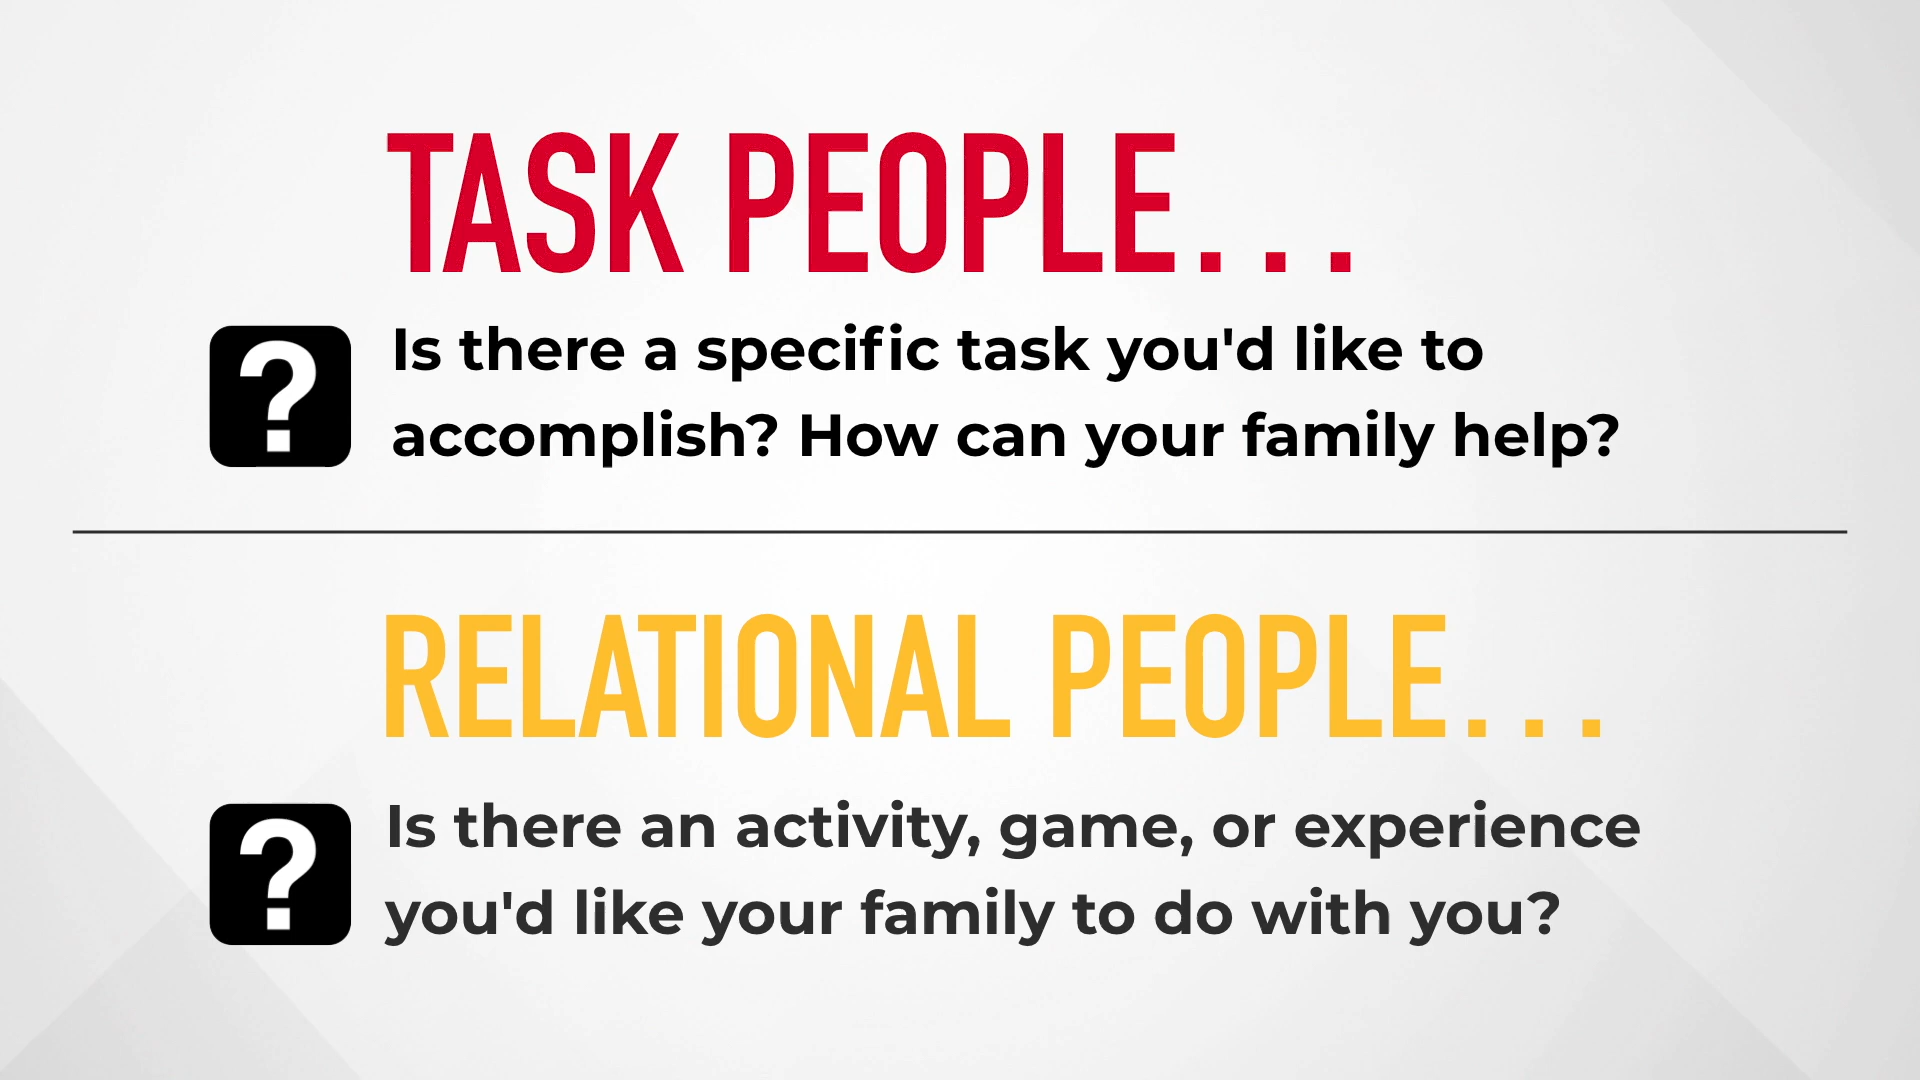 TASK PEOPLE...
? Is there a specific task you'd like to
accomplish? How can your family help?
RELATIONAL PEOPLE...
? Is there an activity, game, or experience
you'd like your family to do with you?